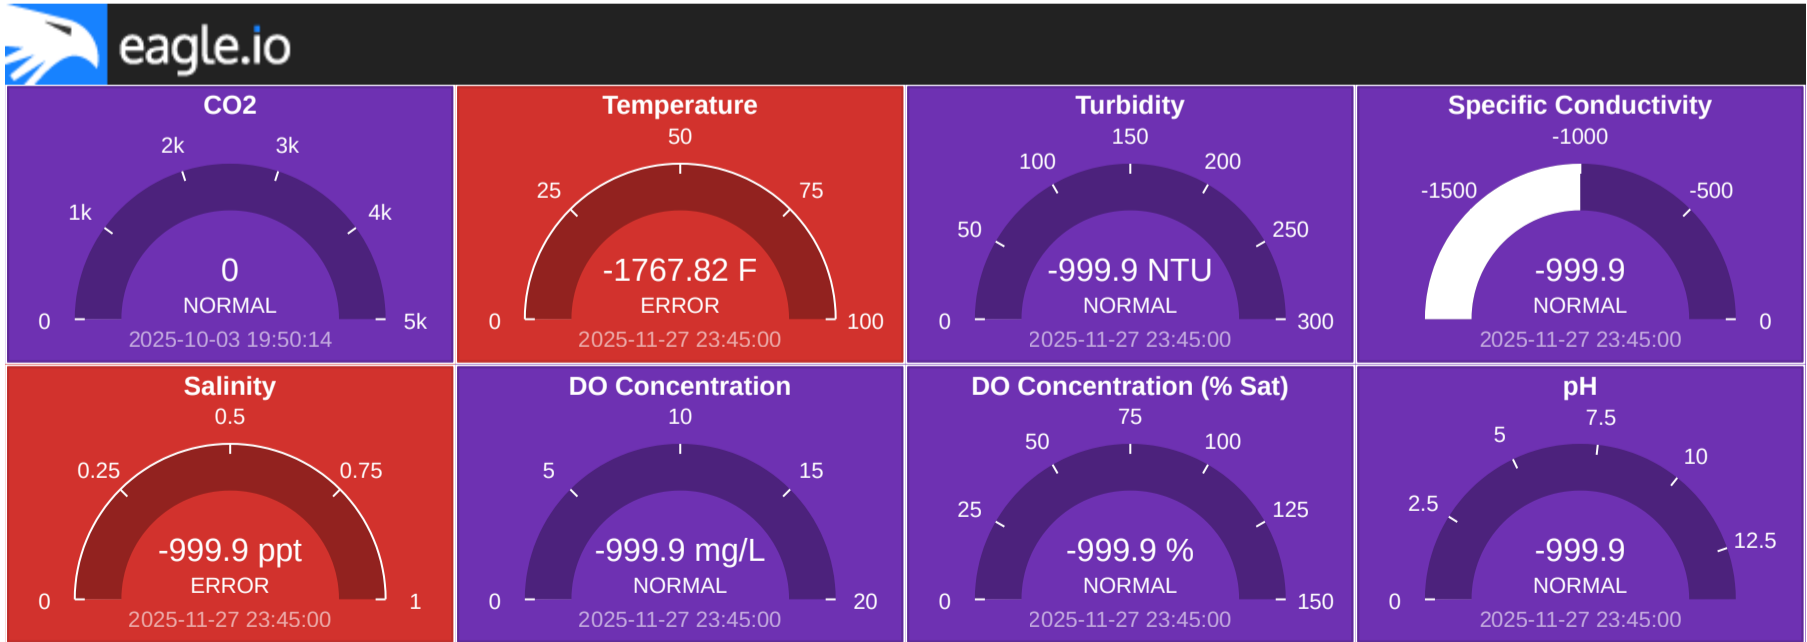 eagle.io
CO2
2k
3k
1k
4k
0
NORMAL
0
5k
2025-10-03 19:50:14
Temperature
50
25
75
-1767.82 F
ERROR
0
100
2025-11-27 23:45:00
Turbidity
150
100
200
50
250
-999.9 NTU
NORMAL
0
300
2025-11-27 23:45:00
Specific Conductivity
-1000
-1500
-500
-999.9
NORMAL
0
2025-11-27 23:45:00
Salinity
0.5
0.25
0.75
-999.9 ppt
ERROR
0
1
2025-11-27 23:45:00
DO Concentration
10
5
15
-999.9 mg/L
NORMAL
0
20
2025-11-27 23:45:00
DO Concentration (% Sat)
75
50
100
25
125
-999.9 %
NORMAL
0
150
2025-11-27 23:45:00
pH
7.5
5
10
2.5
12.5
-999.9
NORMAL
0
2025-11-27 23:45:00